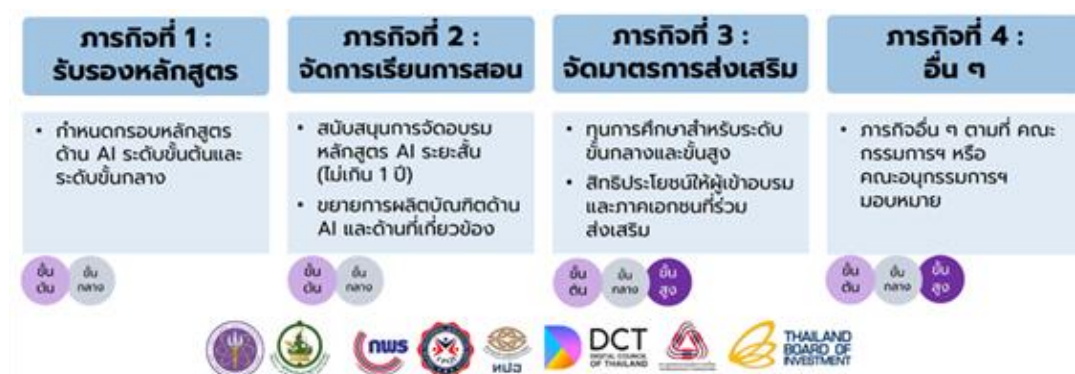 ภารกิจที่ 1 :
รับรองหลักสูตร
ภารกิจที่ 2 :
จัดการเรียนการสอน
ภารกิจที่ 3 :
จัดมาตรการส่งเสริม
ภารกิจที่ 4 :
อื่น ๆ
• กำหนดกรอบหลักสูตร
ด้าน AI ระดับขั้นต้นและ
ระดับขั้นกลาง
• สนับสนุนการจัดอบรม
หลักสูตร AI ระยะสั้น
(ไม่เกิน 1 ปี)
• ขยายการผลิตบัณฑิตด้าน
AI และด้านที่เกี่ยวข้อง
• ทุนการศึกษาสำหรับระดับ
ขั้นกลางและขั้นสูง
• สิทธิประโยชน์ให้ผู้เข้าอบรม
และภาคเอกชนที่ร่วม
ส่งเสริม
• ภารกิจอื่น ๆ ตามที่ คณะ
กรรมการฯ หรือ
คณะอนุกรรมการฯ
มอบหมาย
ขั้น
ต้น
ขั้น
กลาง
ขั้น
ต้น
ขั้น
กลาง
ขั้น
ต้น
ขั้น
กลาง
ขั้น
สูง
ขั้น
ต้น
ขั้น
กลาง
ขั้น
สูง
กพร
ทปอ
DCT
DIGITAL COUNCIL
OF THAILAND
THAILAND
BOARD OF
INVESTMENT